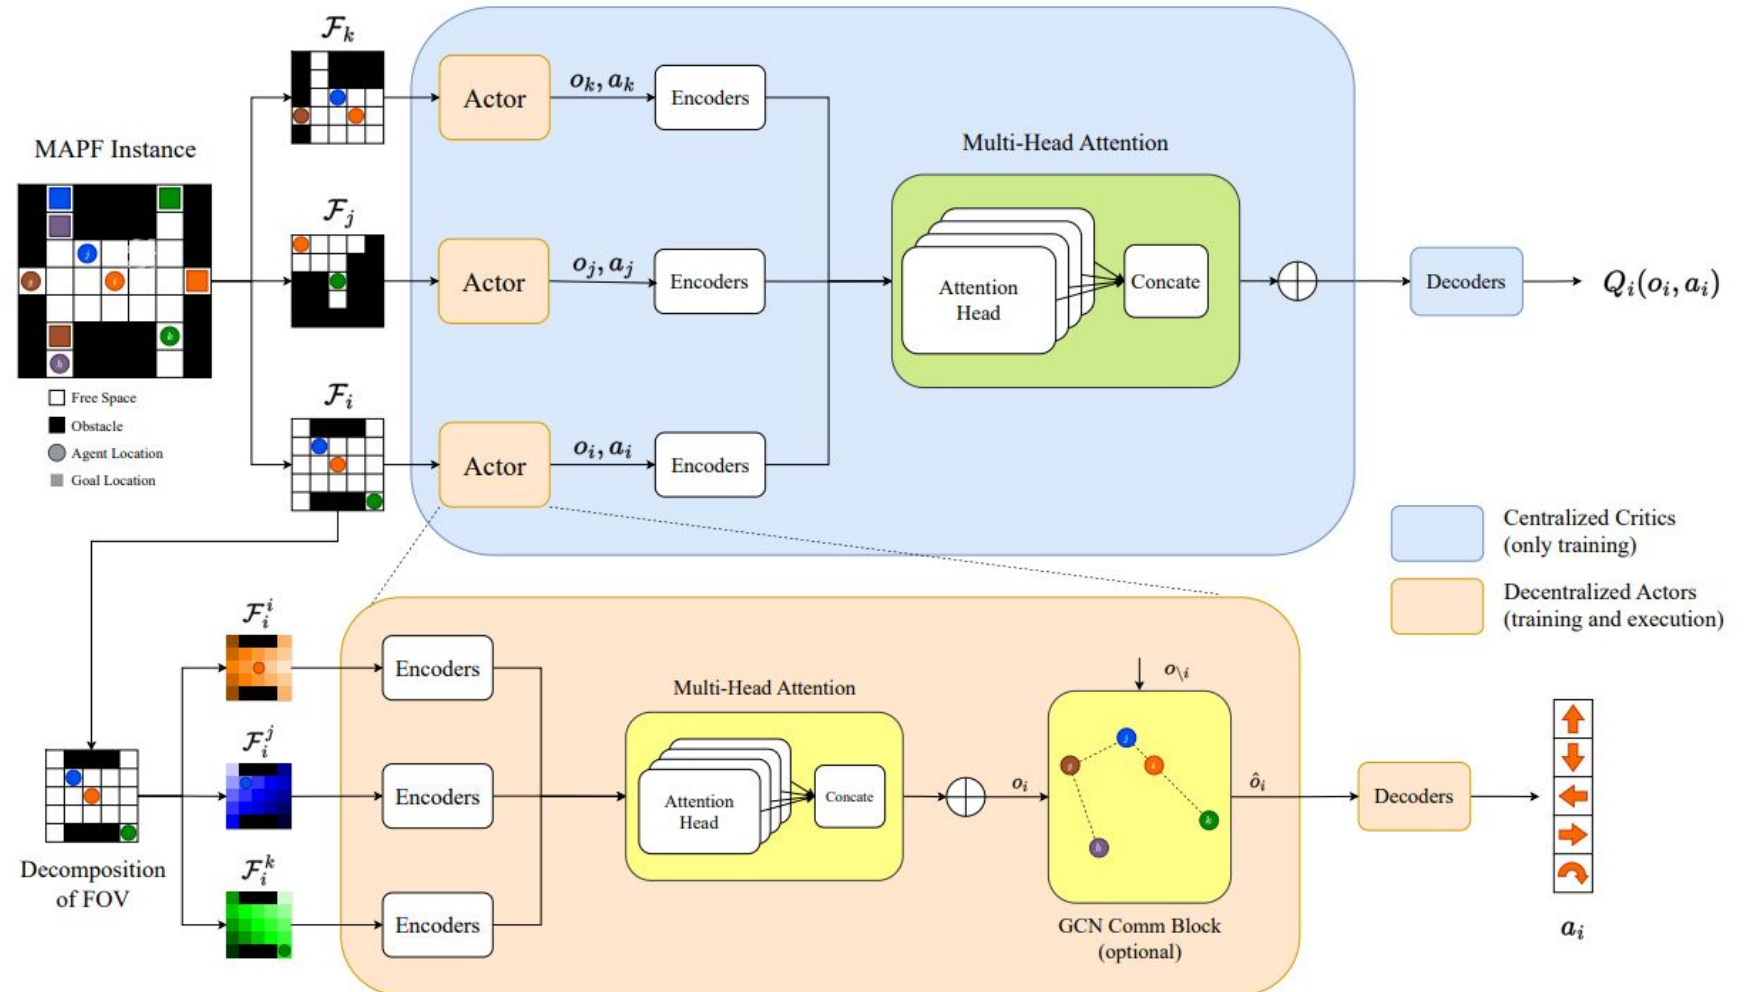 MAPF Instance
j
g
i
k
h
Free Space
Obstacle
Agent Location
Goal Location
𝓕ₖ
𝓕ⱼ
𝓕ᵢ
Actor
oₖ, aₖ
Encoders
Actor
oⱼ, aⱼ
Encoders
Actor
oᵢ, aᵢ
Encoders
Multi-Head Attention
Attention
Head
Concate
Decoders
Qᵢ(oᵢ, aᵢ)
Centralized Critics
(only training)
Decentralized Actors
(training and execution)
Decomposition
of FOV
𝓕ᵢⁱ
𝓕ᵢʲ
𝓕ᵢᵏ
Encoders
Encoders
Encoders
Multi-Head Attention
Attention
Head
Concate
oᵢ
o\i
j
g
i
k
h
GCN Comm Block
(optional)
ôᵢ
Decoders
aᵢ